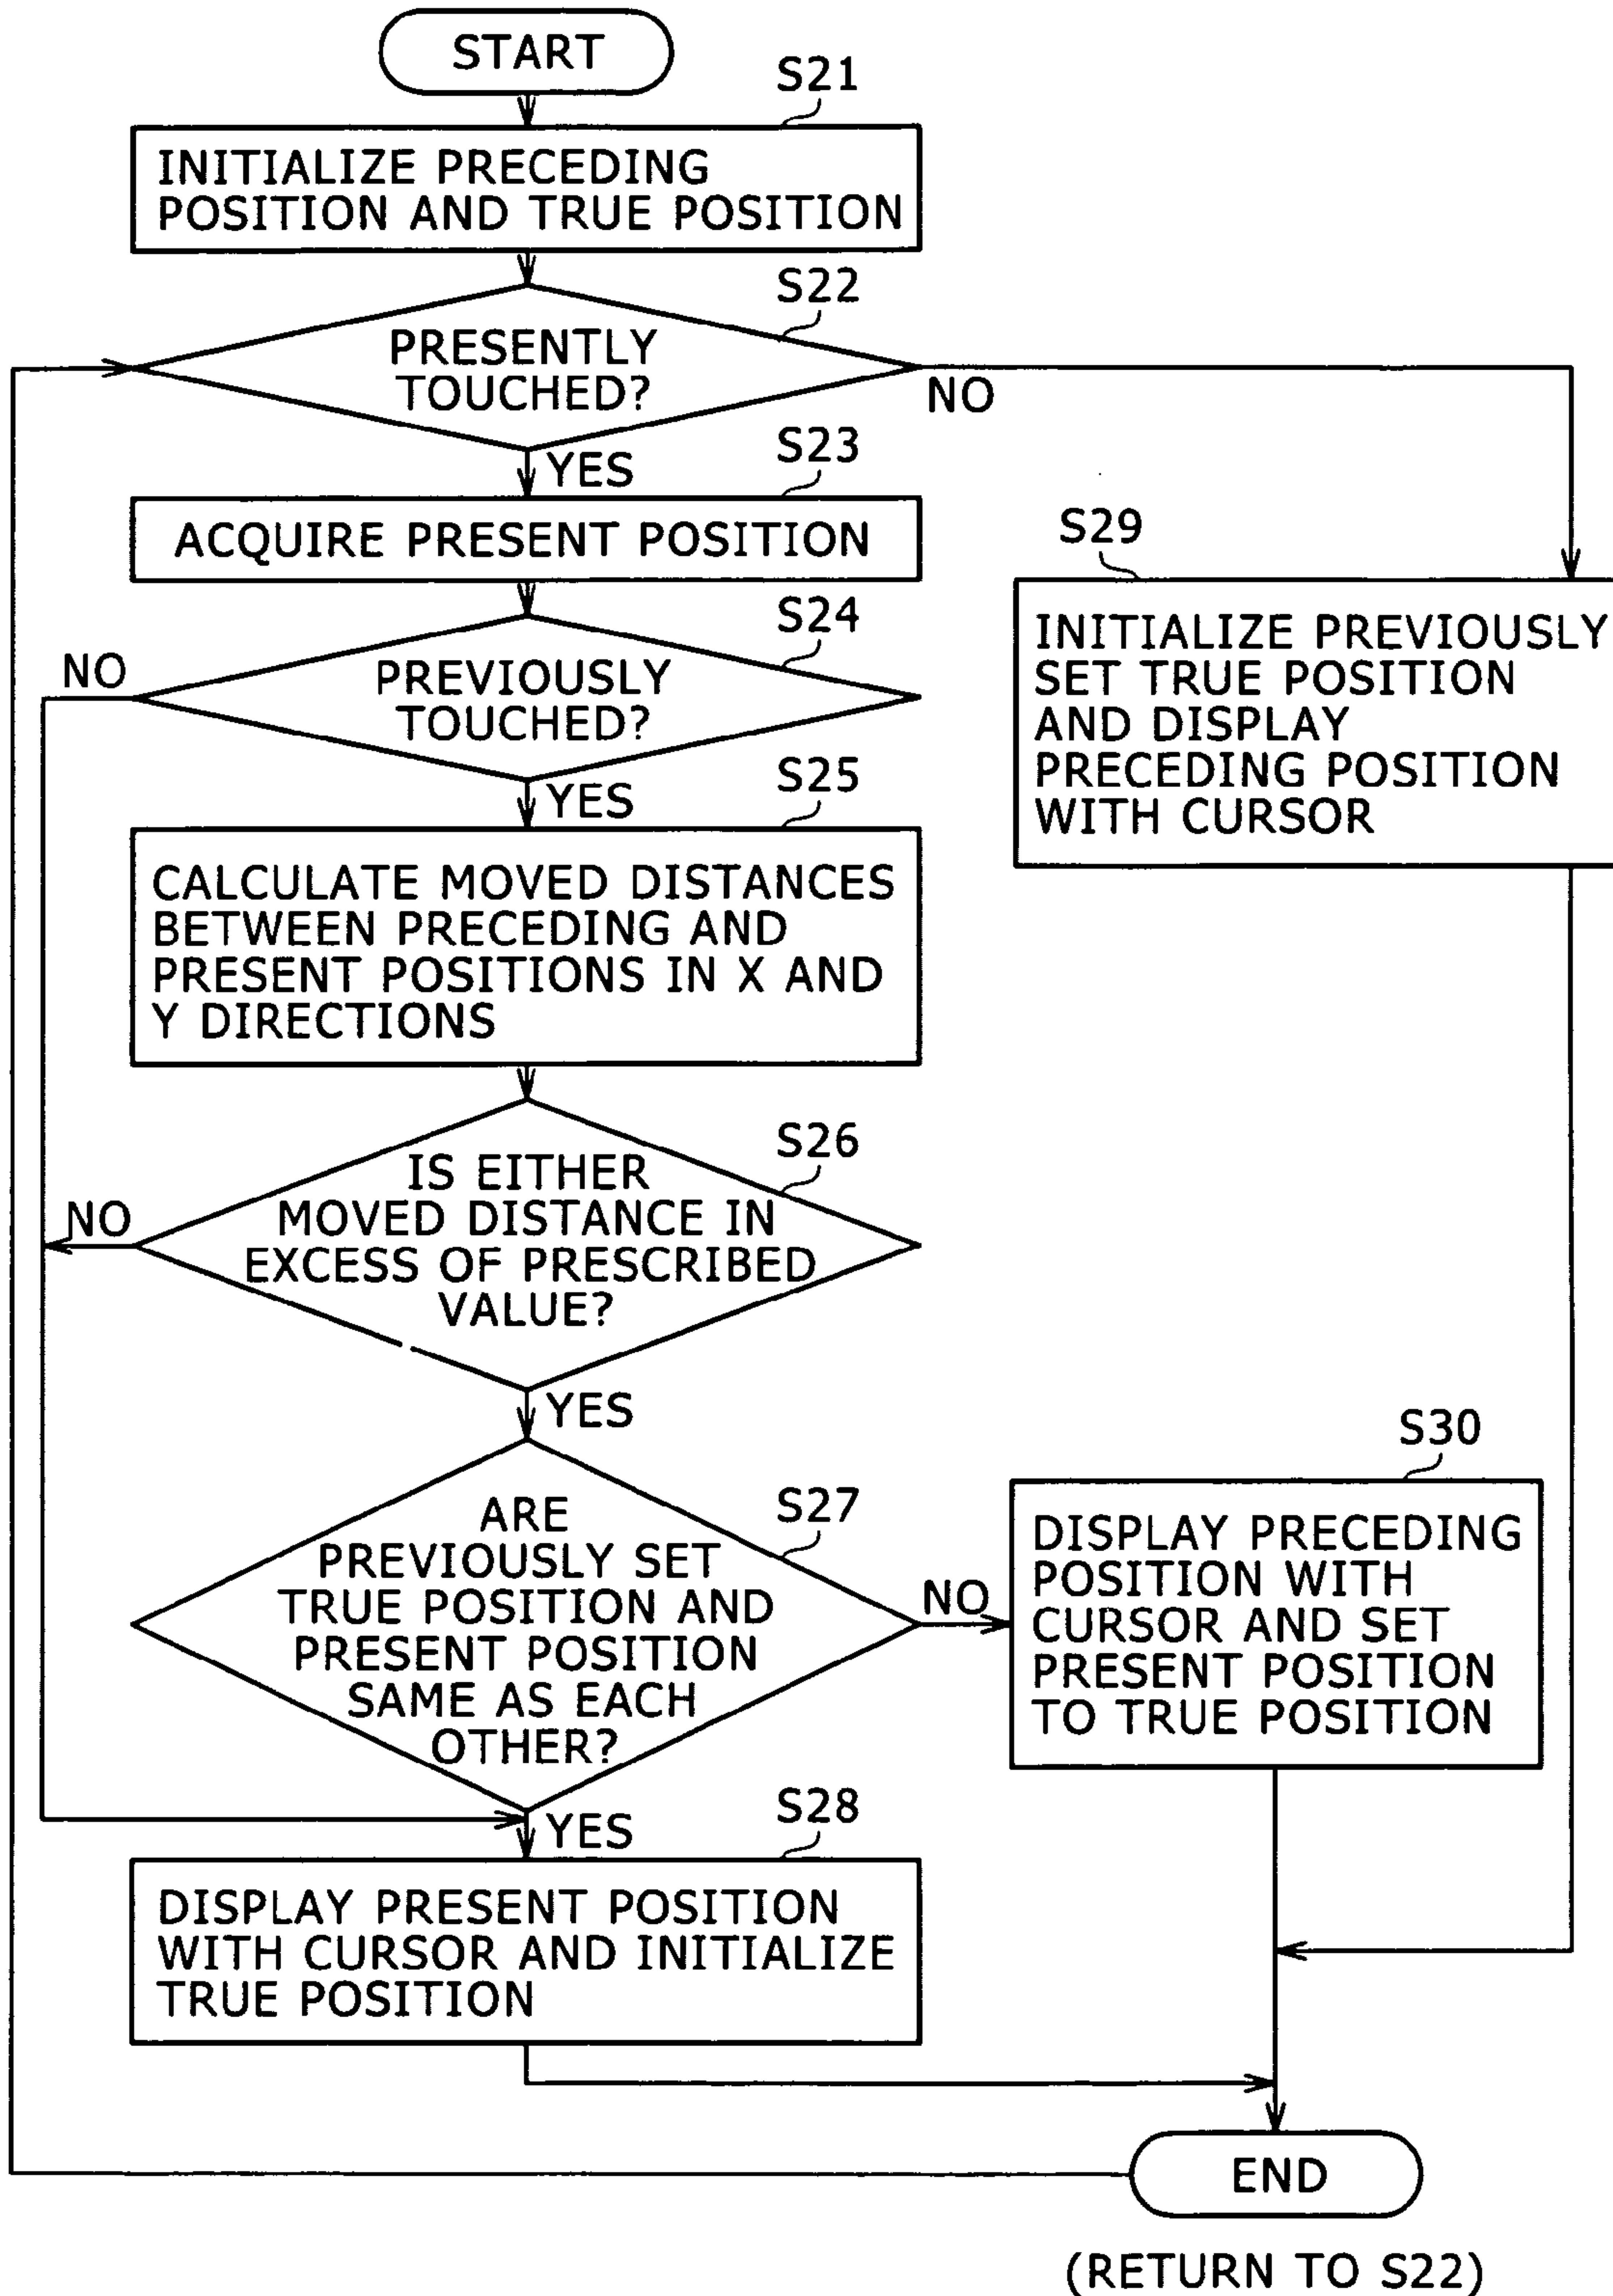 START
S21
INITIALIZE PRECEDING
POSITION AND TRUE POSITION
S22
PRESENTLY
TOUCHED?
NO
YES
S23
ACQUIRE PRESENT POSITION
S24
NO
PREVIOUSLY
TOUCHED?
YES
S25
CALCULATE MOVED DISTANCES
BETWEEN PRECEDING AND
PRESENT POSITIONS IN X AND
Y DIRECTIONS
S26
NO
IS EITHER
MOVED DISTANCE IN
EXCESS OF PRESCRIBED
VALUE?
YES
S27
ARE
PREVIOUSLY SET
TRUE POSITION AND
PRESENT POSITION
SAME AS EACH
OTHER?
NO
YES
S28
DISPLAY PRESENT POSITION
WITH CURSOR AND INITIALIZE
TRUE POSITION
S29
INITIALIZE PREVIOUSLY
SET TRUE POSITION
AND DISPLAY
PRECEDING POSITION
WITH CURSOR
S30
DISPLAY PRECEDING
POSITION WITH
CURSOR AND SET
PRESENT POSITION
TO TRUE POSITION
END
(RETURN TO S22)